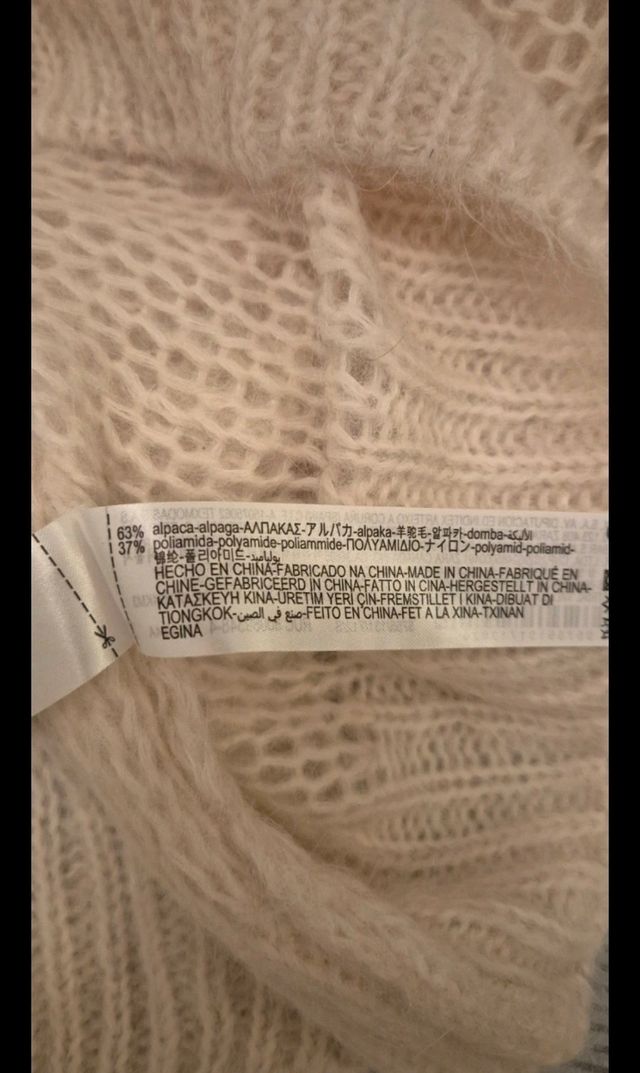 63% alpaca-alpaga-ΑΛΠΑΚΑΣ-アルパカ-alpaka-羊驼毛-알파카-domba-الألبكة
37% poliamida-polyamide-poliammide-ΠΟΛΥΑΜΙΔΙΟ-ナイロン-polyamid-poliamid-
锦纶-폴리아미드-بولياميد
HECHO EN CHINA-FABRICADO NA CHINA-MADE IN CHINA-FABRIQUÉ EN
CHINE-GEFABRICEERD IN CHINA-FATTO IN CINA-HERGESTELLT IN CHINA-
ΚΑΤΑΣΚΕΥΗ ΚΙΝΑ-ÜRETİM YERİ ÇİN-FREMSTILLET I KINA-DIBUAT DI
TIONGKOK-صنع في الصين-FEITO EN CHINA-FET A LA XINA-TXINAN
EGINA